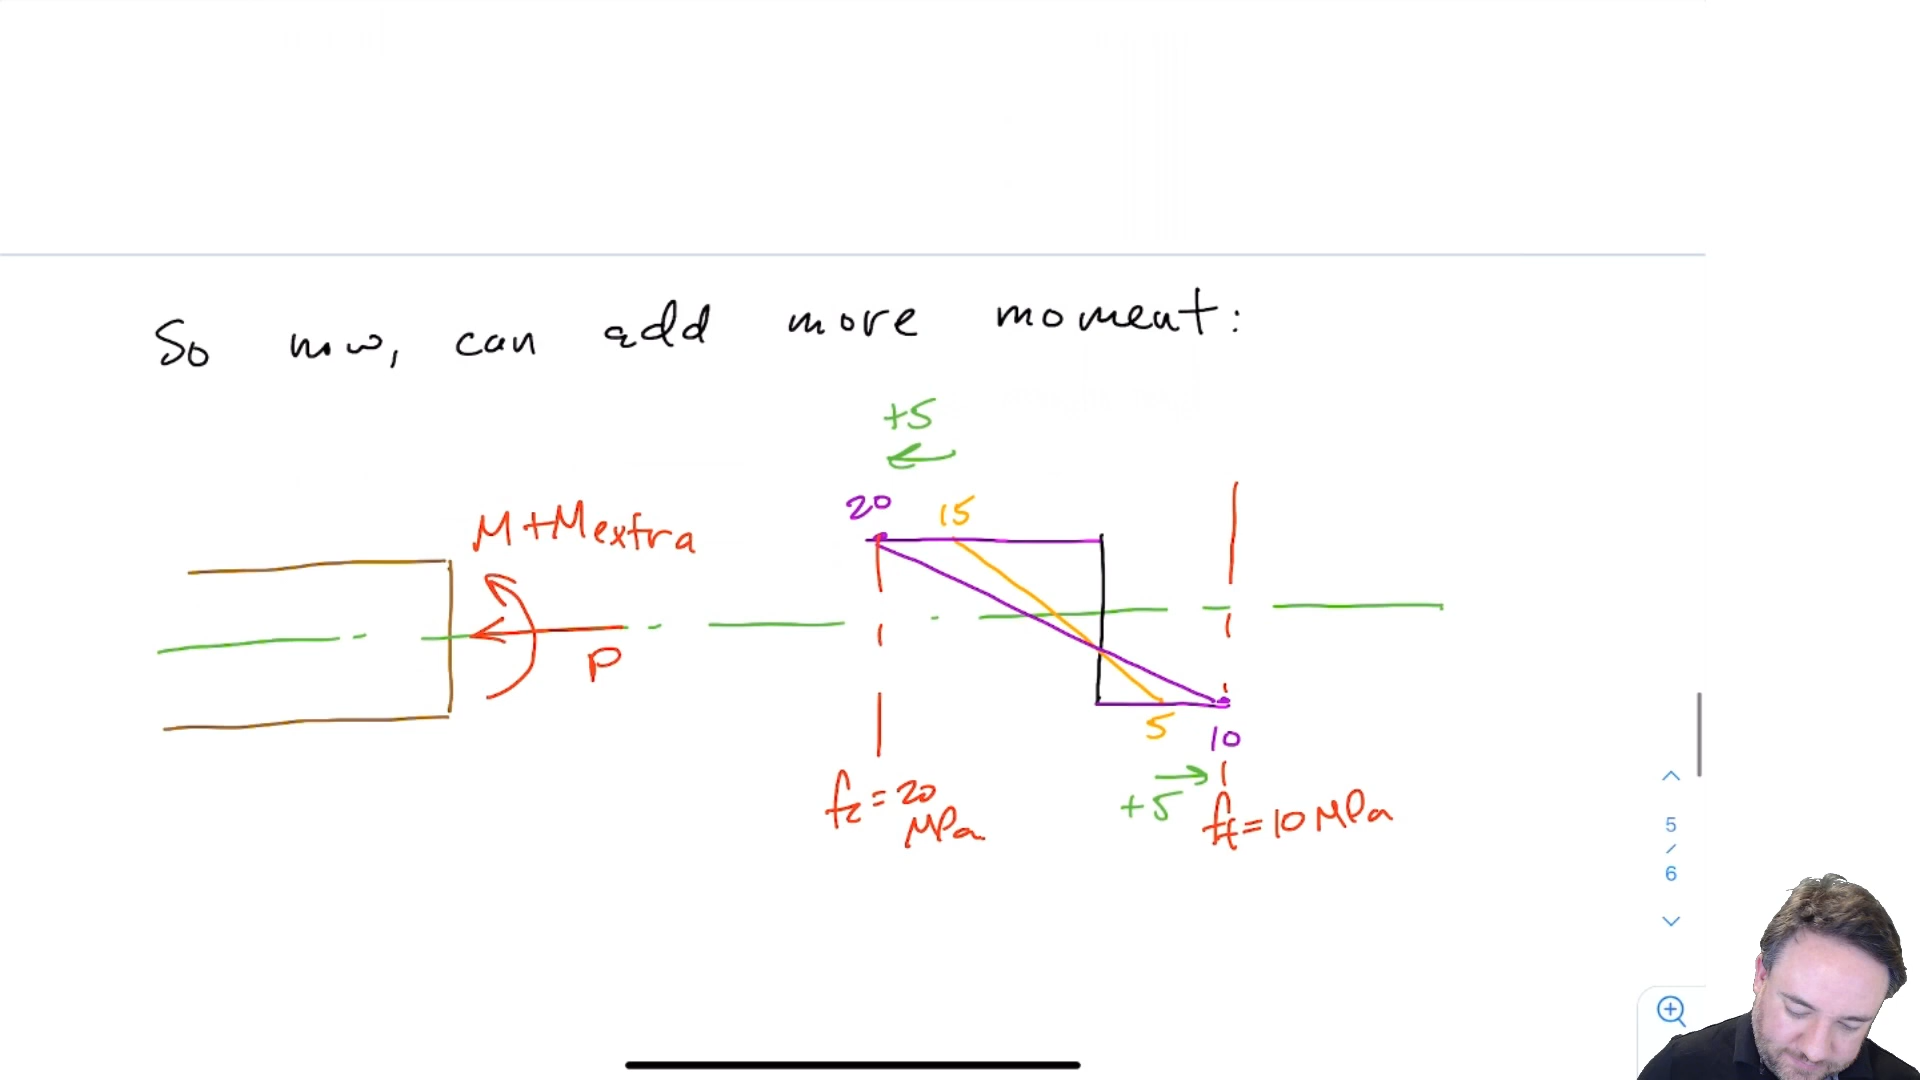 So now, can add more moment:
+5
20 15
M+Mextra
P
5
10
+5
fc = 20 MPa
ft = 10 MPa
5
/
6